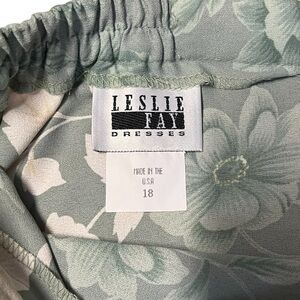 LESLIE
FAY
DRESSES
MADE IN THE
U.S.A
18